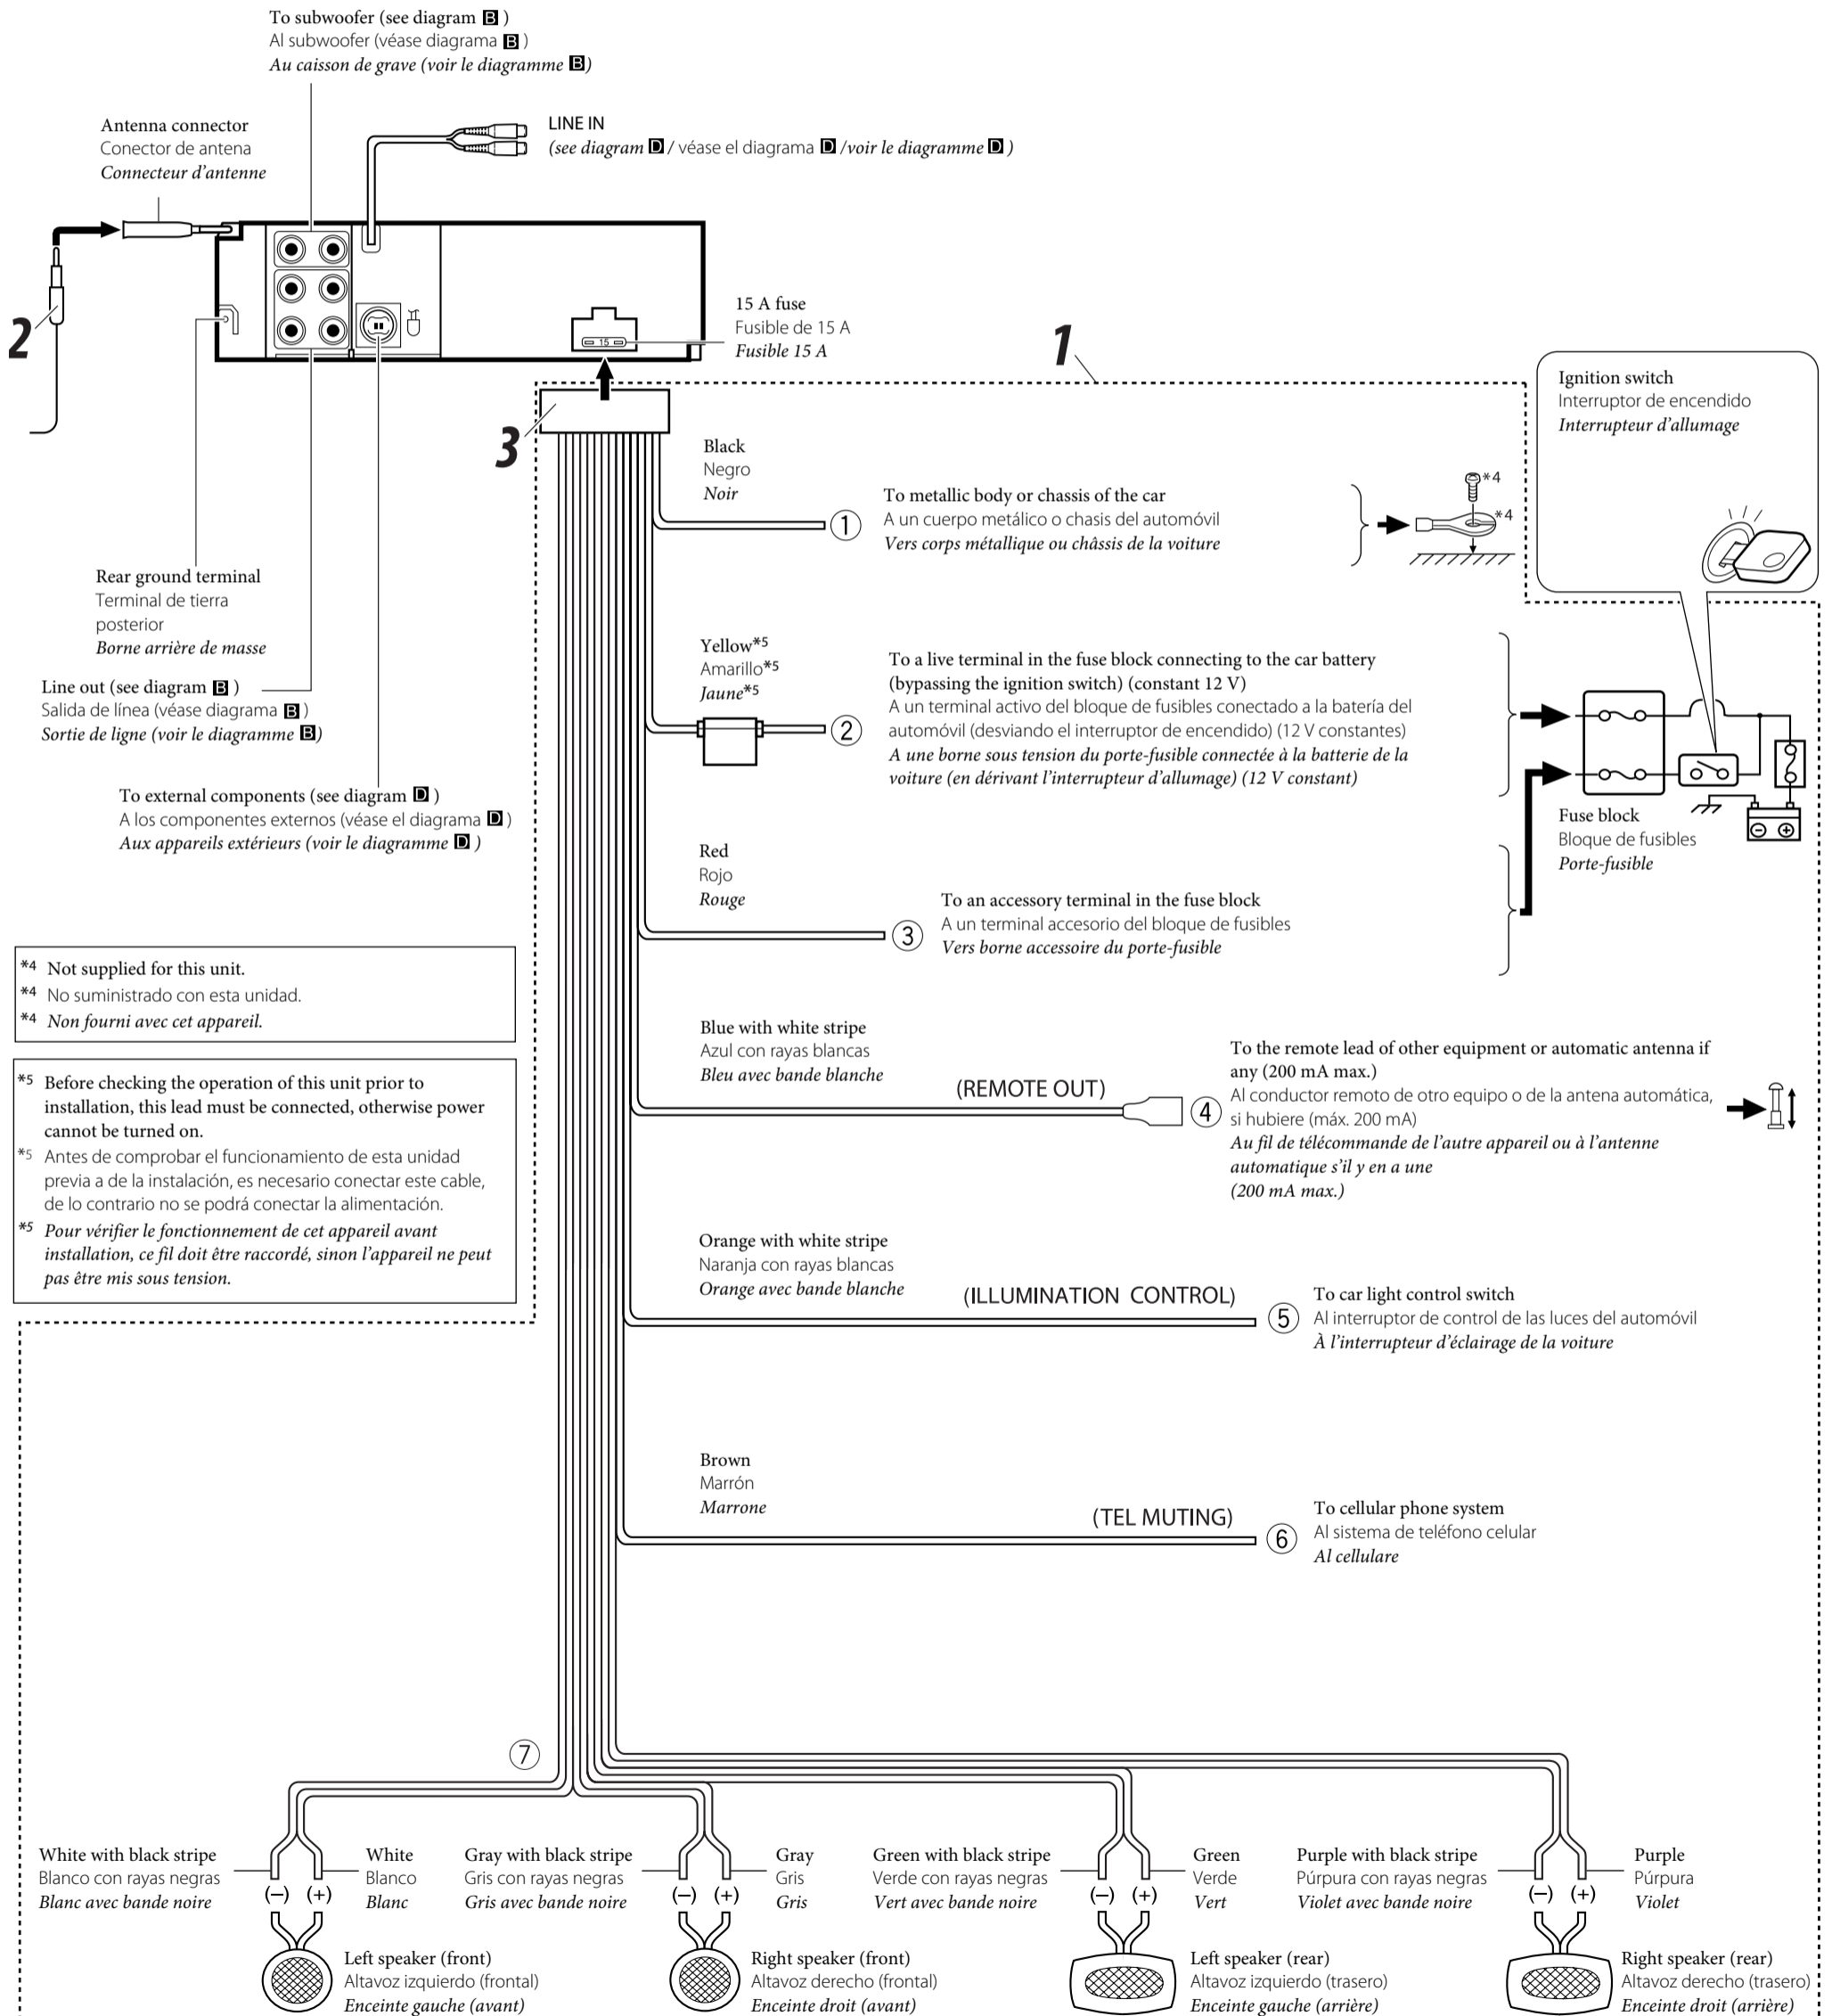 To subwoofer (see diagram B )
Al subwoofer (véase diagrama B )
Au caisson de grave (voir le diagramme B)
Antenna connector
Conector de antena
Connecteur d'antenne
LINE IN
(see diagram D / véase el diagrama D /voir le diagramme D )
2
15 A fuse
Fusible de 15 A
Fusible 15 A
15
1
3
Ignition switch
Interruptor de encendido
Interrupteur d'allumage
Black
Negro
Noir
1
To metallic body or chassis of the car
A un cuerpo metálico o chasis del automóvil
Vers corps métallique ou châssis de la voiture
*4
*4
Rear ground terminal
Terminal de tierra
posterior
Borne arrière de masse
Line out (see diagram B )
Salida de línea (véase diagrama B )
Sortie de ligne (voir le diagramme B)
To external components (see diagram D )
A los componentes externos (véase el diagrama D )
Aux appareils extérieurs (voir le diagramme D )
Yellow*5
Amarillo*5
Jaune*5
2
To a live terminal in the fuse block connecting to the car battery
(bypassing the ignition switch) (constant 12 V)
A un terminal activo del bloque de fusibles conectado a la batería del
automóvil (desviando el interruptor de encendido) (12 V constantes)
A une borne sous tension du porte-fusible connectée à la batterie de la
voiture (en dérivant l'interrupteur d'allumage) (12 V constant)
Fuse block
Bloque de fusibles
Porte-fusible
Red
Rojo
Rouge
3
To an accessory terminal in the fuse block
A un terminal accesorio del bloque de fusibles
Vers borne accessoire du porte-fusible
*4 Not supplied for this unit.
*4 No suministrado con esta unidad.
*4 Non fourni avec cet appareil.
*5 Before checking the operation of this unit prior to
installation, this lead must be connected, otherwise power
cannot be turned on.
*5 Antes de comprobar el funcionamiento de esta unidad
previa a de la instalación, es necesario conectar este cable,
de lo contrario no se podrá conectar la alimentación.
*5 Pour vérifier le fonctionnement de cet appareil avant
installation, ce fil doit être raccordé, sinon l'appareil ne peut
pas être mis sous tension.
Blue with white stripe
Azul con rayas blancas
Bleu avec bande blanche
(REMOTE OUT)
4
To the remote lead of other equipment or automatic antenna if
any (200 mA max.)
Al conductor remoto de otro equipo o de la antena automática,
si hubiere (máx. 200 mA)
Au fil de télécommande de l'autre appareil ou à l'antenne
automatique s'il y en a une
(200 mA max.)
Orange with white stripe
Naranja con rayas blancas
Orange avec bande blanche
(ILLUMINATION CONTROL)
5
To car light control switch
Al interruptor de control de las luces del automóvil
À l'interrupteur d'éclairage de la voiture
Brown
Marrón
Marrone
(TEL MUTING)
6
To cellular phone system
Al sistema de teléfono celular
Al cellulare
7
White with black stripe
Blanco con rayas negras
Blanc avec bande noire
(−) (+)
White
Blanco
Blanc
Left speaker (front)
Altavoz izquierdo (frontal)
Enceinte gauche (avant)
Gray with black stripe
Gris con rayas negras
Gris avec bande noire
(−) (+)
Gray
Gris
Gris
Right speaker (front)
Altavoz derecho (frontal)
Enceinte droit (avant)
Green with black stripe
Verde con rayas negras
Vert avec bande noire
(−) (+)
Green
Verde
Vert
Left speaker (rear)
Altavoz izquierdo (trasero)
Enceinte gauche (arrière)
Purple with black stripe
Púrpura con rayas negras
Violet avec bande noire
(−) (+)
Purple
Púrpura
Violet
Right speaker (rear)
Altavoz derecho (trasero)
Enceinte droit (arrière)